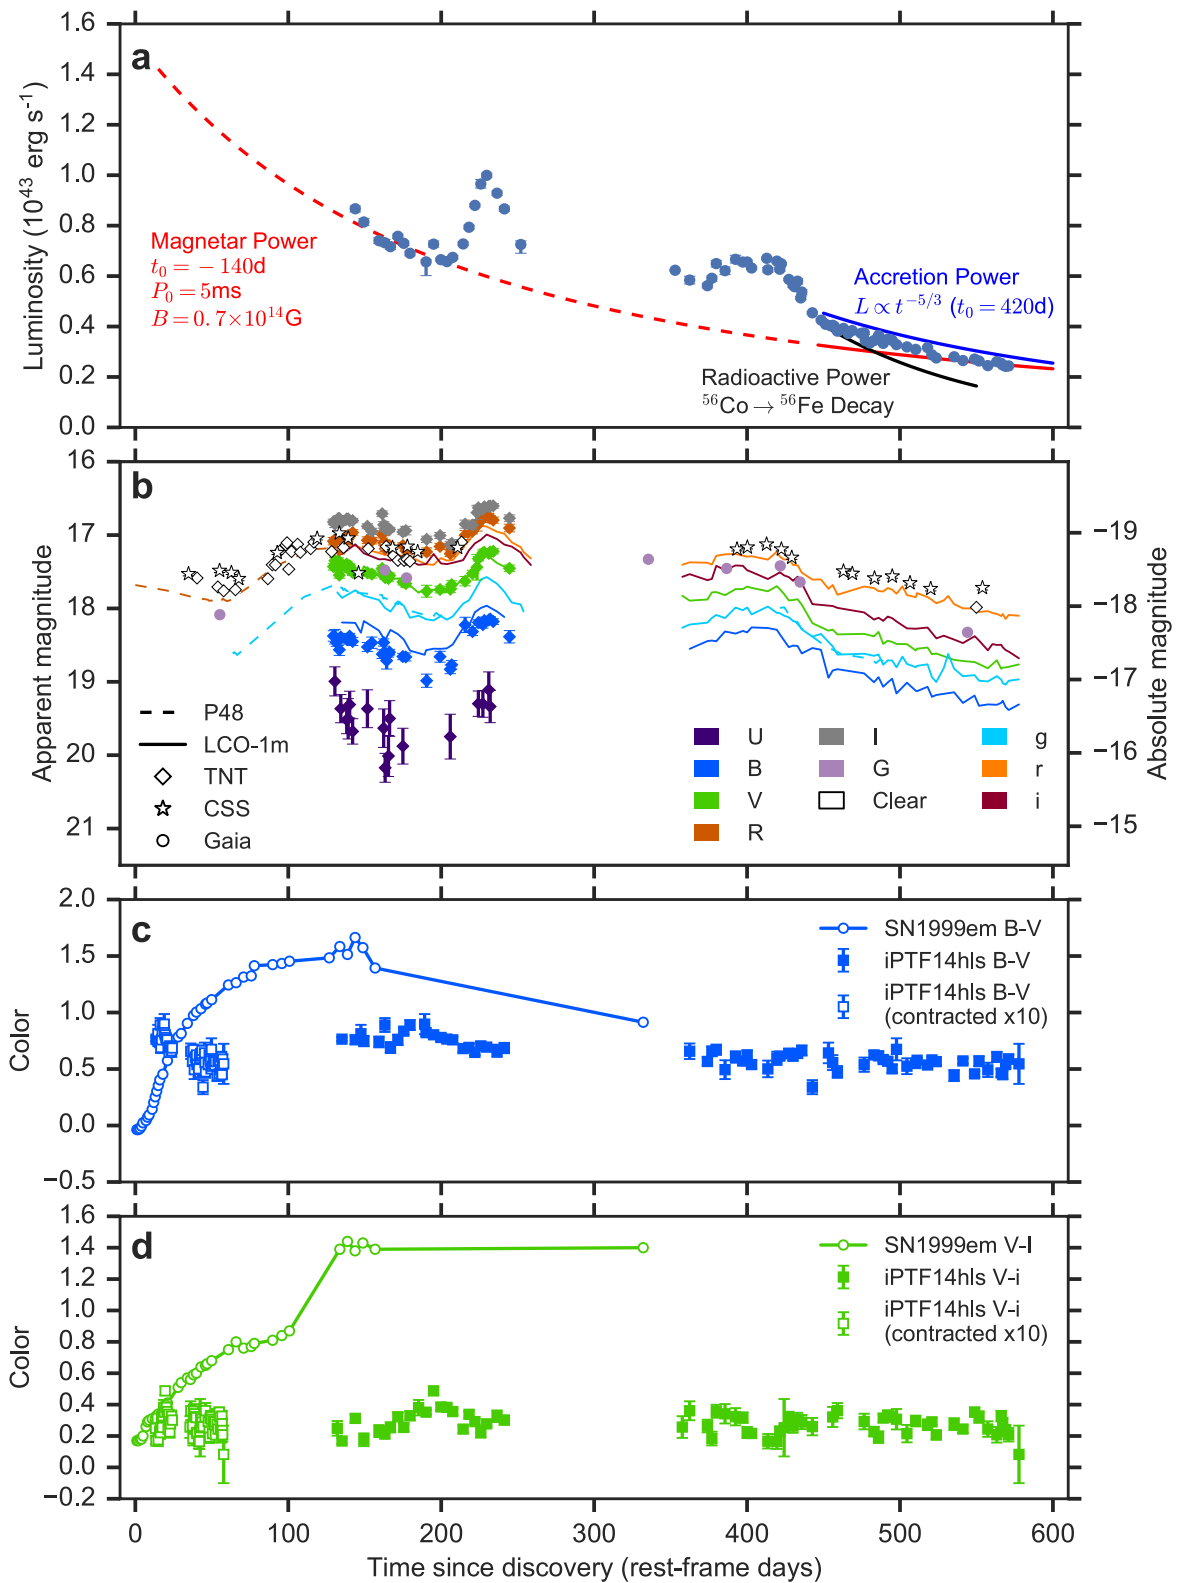 1.6
1.4
1.2
1.0
0.8
0.6
0.4
0.2
0.0
Luminosity (10⁴³ erg s⁻¹)
a
Magnetar Power
t₀ = − 140d
P₀ = 5ms
B = 0.7×10¹⁴G
Accretion Power
L ∝ t⁻⁵/³ (t₀ = 420d)
Radioactive Power
⁵⁶Co → ⁵⁶Fe Decay
16
17
18
19
20
21
Apparent magnitude
b
P48
LCO-1m
TNT
CSS
Gaia
U
B
V
R
I
G
Clear
g
r
i
−19
−18
−17
−16
−15
Absolute magnitude
2.0
1.5
1.0
0.5
0.0
−0.5
Color
c
SN1999em B-V
iPTF14hls B-V
iPTF14hls B-V
(contracted x10)
1.6
1.4
1.2
1.0
0.8
0.6
0.4
0.2
0.0
−0.2
Color
d
SN1999em V-I
iPTF14hls V-i
iPTF14hls V-i
(contracted x10)
0
100
200
300
400
500
600
Time since discovery (rest-frame days)